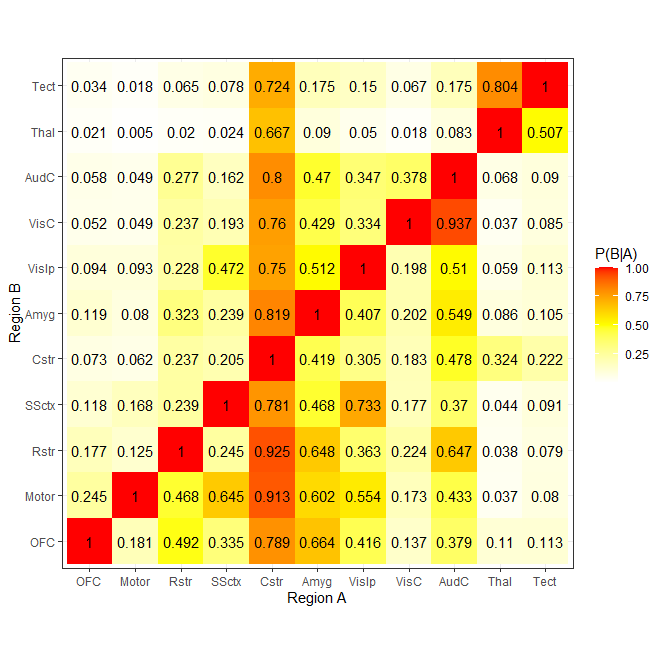 Tect 0.034 0.018 0.065 0.078 0.724 0.175 0.15 0.067 0.175 0.804 1
Thal 0.021 0.005 0.02 0.024 0.667 0.09 0.05 0.018 0.083 1 0.507
AudC 0.058 0.049 0.277 0.162 0.8 0.47 0.347 0.378 1 0.068 0.09
VisC 0.052 0.049 0.237 0.193 0.76 0.429 0.334 1 0.937 0.037 0.085
VisIp 0.094 0.093 0.228 0.472 0.75 0.512 1 0.198 0.51 0.059 0.113
Amyg 0.119 0.08 0.323 0.239 0.819 1 0.407 0.202 0.549 0.086 0.105
Cstr 0.073 0.062 0.237 0.205 1 0.419 0.305 0.183 0.478 0.324 0.222
SSctx 0.118 0.168 0.239 1 0.781 0.468 0.733 0.177 0.37 0.044 0.091
Rstr 0.177 0.125 1 0.245 0.925 0.648 0.363 0.224 0.647 0.038 0.079
Motor 0.245 1 0.468 0.645 0.913 0.602 0.554 0.173 0.433 0.037 0.08
OFC 1 0.181 0.492 0.335 0.789 0.664 0.416 0.137 0.379 0.11 0.113
OFC Motor Rstr SSctx Cstr Amyg VisIp VisC AudC Thal Tect
Region A
Region B
P(B|A)
1.00
0.75
0.50
0.25